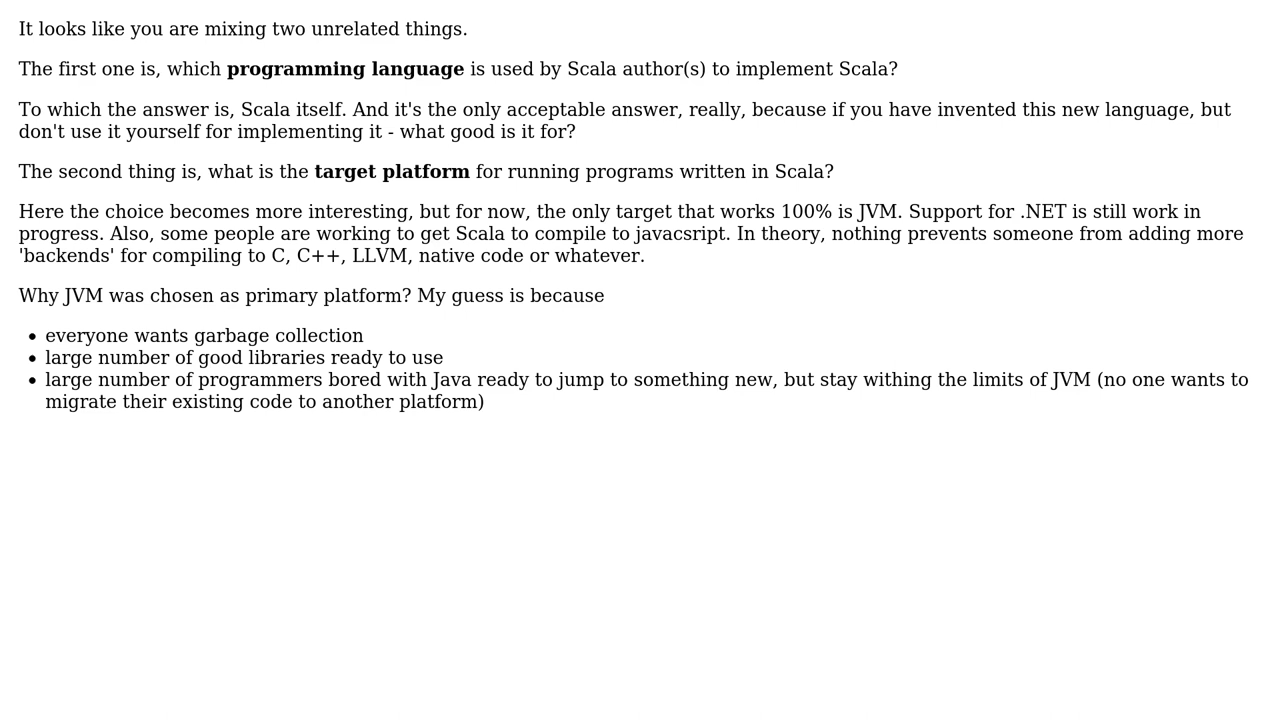 It looks like you are mixing two unrelated things.
The first one is, which programming language is used by Scala author(s) to implement Scala?
To which the answer is, Scala itself. And it's the only acceptable answer, really, because if you have invented this new language, but
don't use it yourself for implementing it - what good is it for?
The second thing is, what is the target platform for running programs written in Scala?
Here the choice becomes more interesting, but for now, the only target that works 100% is JVM. Support for .NET is still work in
progress. Also, some people are working to get Scala to compile to javacsript. In theory, nothing prevents someone from adding more
'backends' for compiling to C, C++, LLVM, native code or whatever.
Why JVM was chosen as primary platform? My guess is because
• everyone wants garbage collection
• large number of good libraries ready to use
• large number of programmers bored with Java ready to jump to something new, but stay withing the limits of JVM (no one wants to
migrate their existing code to another platform)